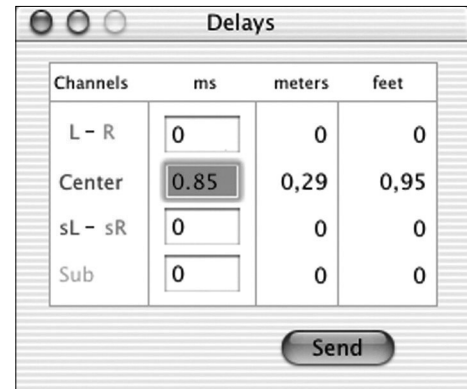 Delays
Channels ms meters feet
L - R 0 0 0
Center 0.85 0,29 0,95
sL - sR 0 0 0
Sub 0 0 0
Send